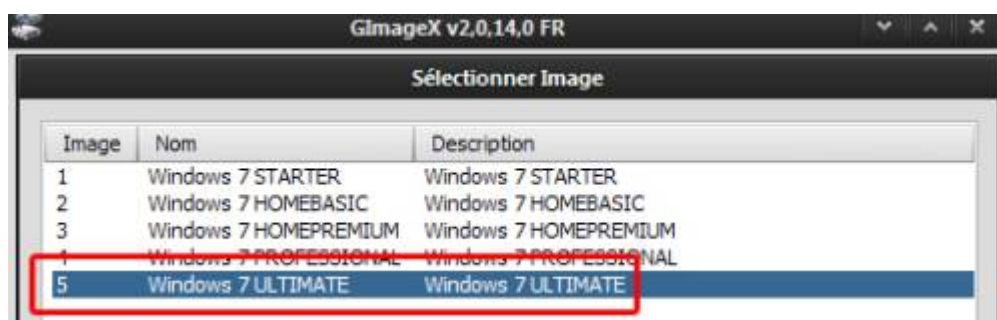 GImageX v2,0,14,0 FR
Sélectionner Image
Image Nom Description
1 Windows 7 STARTER Windows 7 STARTER
2 Windows 7 HOMEBASIC Windows 7 HOMEBASIC
3 Windows 7 HOMEPREMIUM Windows 7 HOMEPREMIUM
4 Windows 7 PROFESSIONAL Windows 7 PROFESSIONAL
5 Windows 7 ULTIMATE Windows 7 ULTIMATE